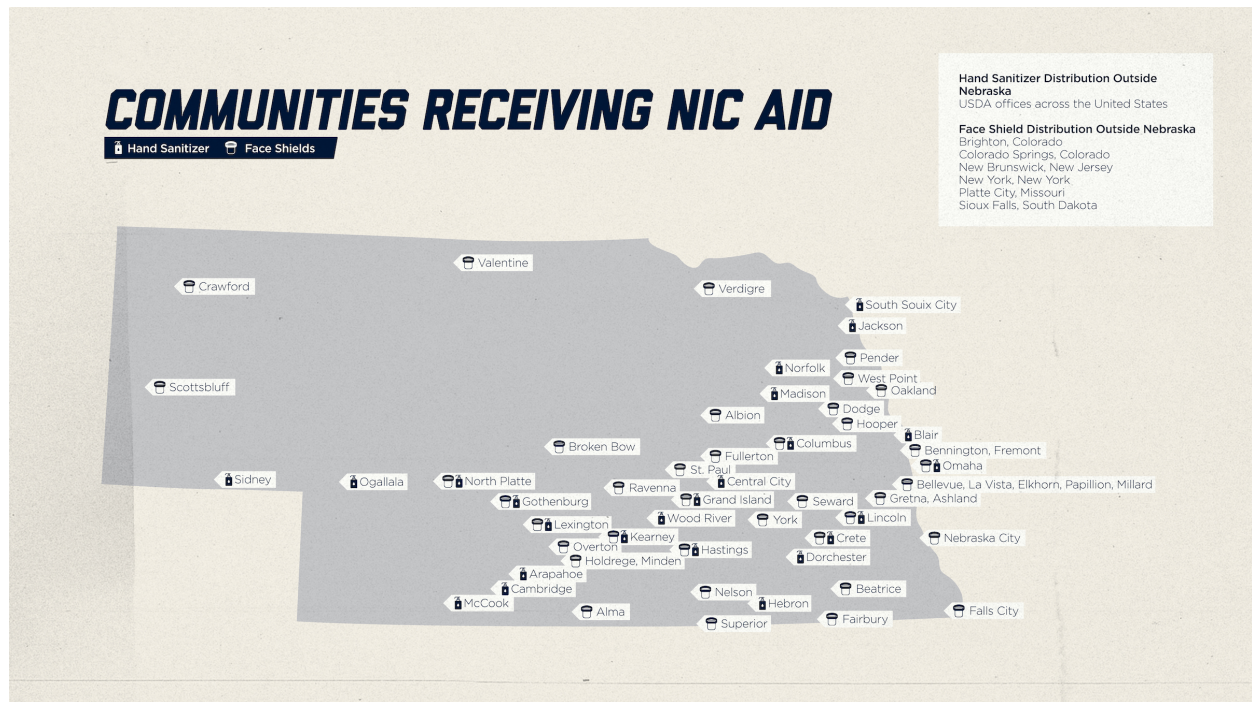 COMMUNITIES RECEIVING NIC AID
Hand Sanitizer Face Shields
Hand Sanitizer Distribution Outside
Nebraska
USDA offices across the United States
Face Shield Distribution Outside Nebraska
Brighton, Colorado
Colorado Springs, Colorado
New Brunswick, New Jersey
New York, New York
Platte City, Missouri
Sioux Falls, South Dakota
Valentine
Crawford
Verdigre
South Souix City
Jackson
Pender
Norfolk
West Point
Scottsbluff
Oakland
Madison
Dodge
Albion
Hooper
Blair
Columbus
Broken Bow
Bennington, Fremont
Fullerton
Omaha
St. Paul
Sidney
Ogallala
North Platte
Central City
Bellevue, La Vista, Elkhorn, Papillion, Millard
Ravenna
Gretna, Ashland
Gothenburg
Grand Island
Seward
Wood River
York
Lincoln
Lexington
Kearney
Crete
Nebraska City
Overton
Hastings
Dorchester
Holdrege, Minden
Arapahoe
Cambridge
Beatrice
Nelson
McCook
Hebron
Alma
Falls City
Fairbury
Superior